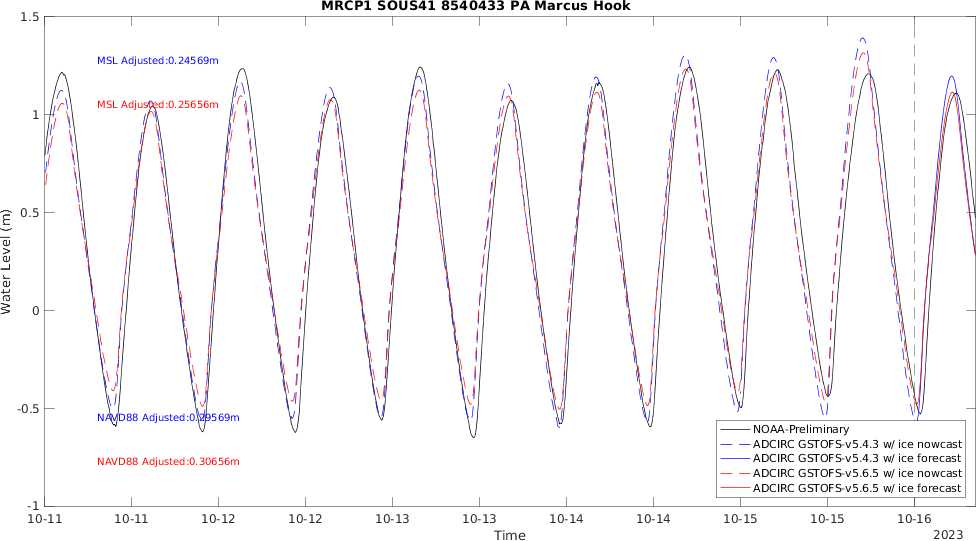 MRCP1 SOUS41 8540433 PA Marcus Hook
1.5
MSL Adjusted:0.24569m
MSL Adjusted:0.25656m
1
0.5
Water Level (m)
0
-0.5
NAVD88 Adjusted:0.29569m
NAVD88 Adjusted:0.30656m
NOAA-Preliminary
ADCIRC GSTOFS-v5.4.3 w/ ice nowcast
ADCIRC GSTOFS-v5.4.3 w/ ice forecast
ADCIRC GSTOFS-v5.6.5 w/ ice nowcast
ADCIRC GSTOFS-v5.6.5 w/ ice forecast
-1
10-11 10-11 10-12 10-12 10-13 10-13 10-14 10-14 10-15 10-15 10-16
Time
2023